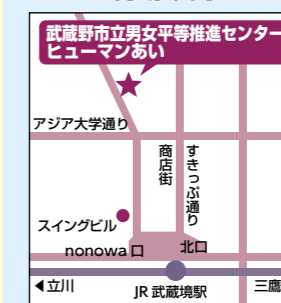 武蔵野市立男女平等推進センター
ヒューマンあい
アジア大学通り
商店街
すきっぷ通り
スイングビル
nonowa口
北口
◀立川
JR 武蔵境駅
三鷹